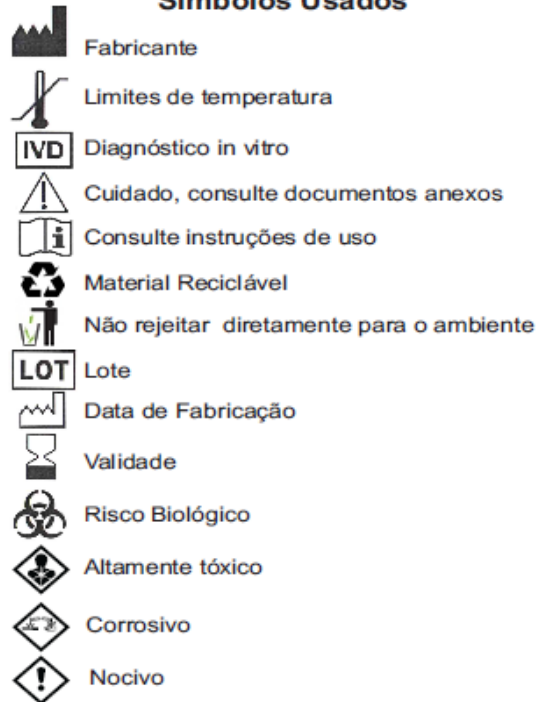 Símbolos Usados
Fabricante
Limites de temperatura
IVD Diagnóstico in vitro
Cuidado, consulte documentos anexos
Consulte instruções de uso
Material Reciclável
Não rejeitar diretamente para o ambiente
LOT Lote
Data de Fabricação
Validade
Risco Biológico
Altamente tóxico
Corrosivo
Nocivo